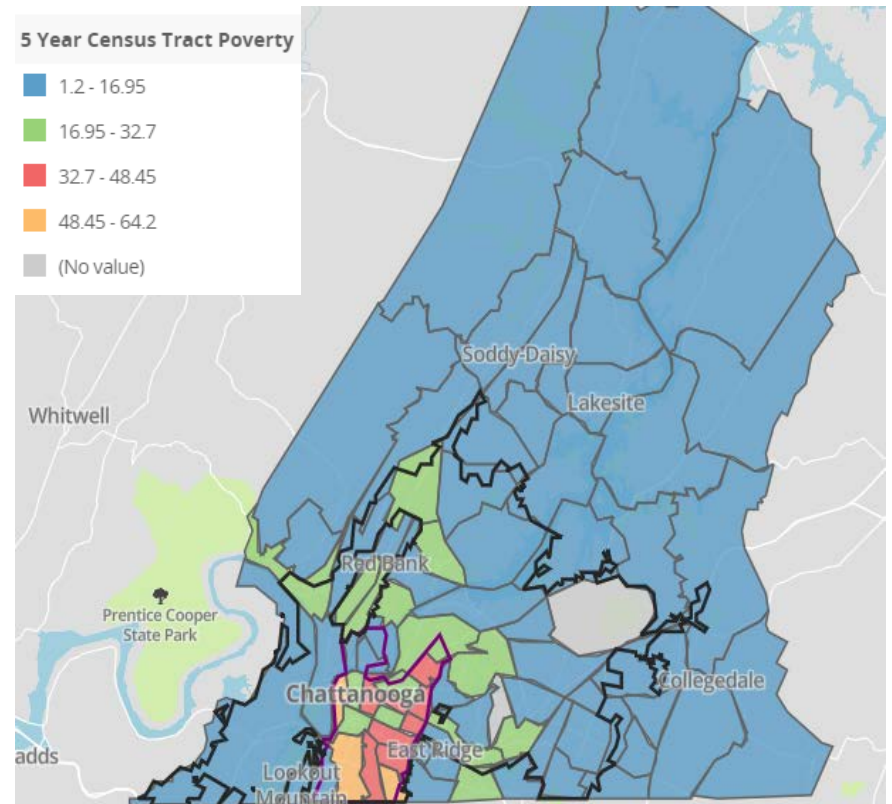 5 Year Census Tract Poverty
1.2 - 16.95
16.95 - 32.7
32.7 - 48.45
48.45 - 64.2
(No value)
Soddy-Daisy
Lakesite
Whitwell
Red Bank
Prentice Cooper
State Park
Collegedale
Chattanooga
East Ridge
adds
Lookout
Mountain